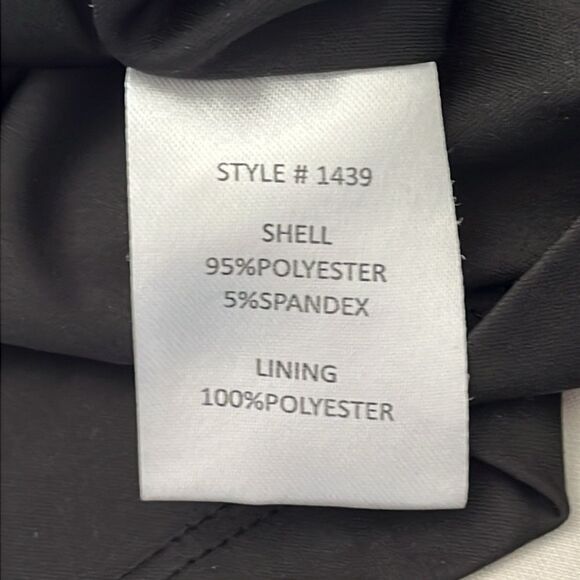 STYLE # 1439
SHELL
95%POLYESTER
5%SPANDEX
LINING
100%POLYESTER